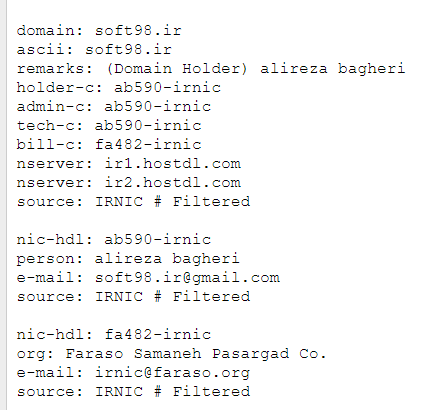 domain: soft98.ir
ascii: soft98.ir
remarks: (Domain Holder) alireza bagheri
holder-c: ab590-irnic
admin-c: ab590-irnic
tech-c: ab590-irnic
bill-c: fa482-irnic
nserver: ir1.hostdl.com
nserver: ir2.hostdl.com
source: IRNIC # Filtered
nic-hdl: ab590-irnic
person: alireza bagheri
e-mail: soft98.ir@gmail.com
source: IRNIC # Filtered
nic-hdl: fa482-irnic
org: Faraso Samaneh Pasargad Co.
e-mail: irnic@faraso.org
source: IRNIC # Filtered